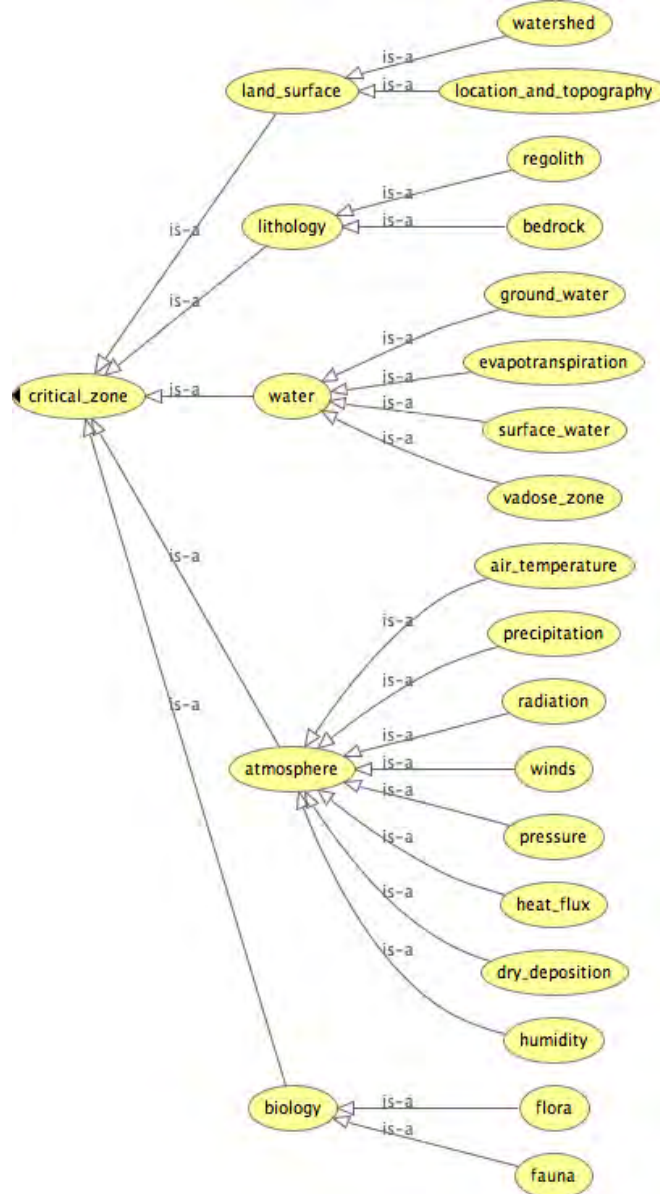 watershed
is-a
land_surface
is-a
location_and_topography
regolith
is-a
is-a
lithology
is-a
bedrock
is-a
ground_water
is-a
evapotranspiration
is-a
critical_zone
is-a
water
is-a
surface_water
is-a
vadose_zone
is-a
air_temperature
is-a
precipitation
is-a
is-a
radiation
is-a
atmosphere
is-a
winds
is-a
pressure
is-a
heat_flux
is-a
dry_deposition
is-a
humidity
biology
is-a
flora
is-a
fauna